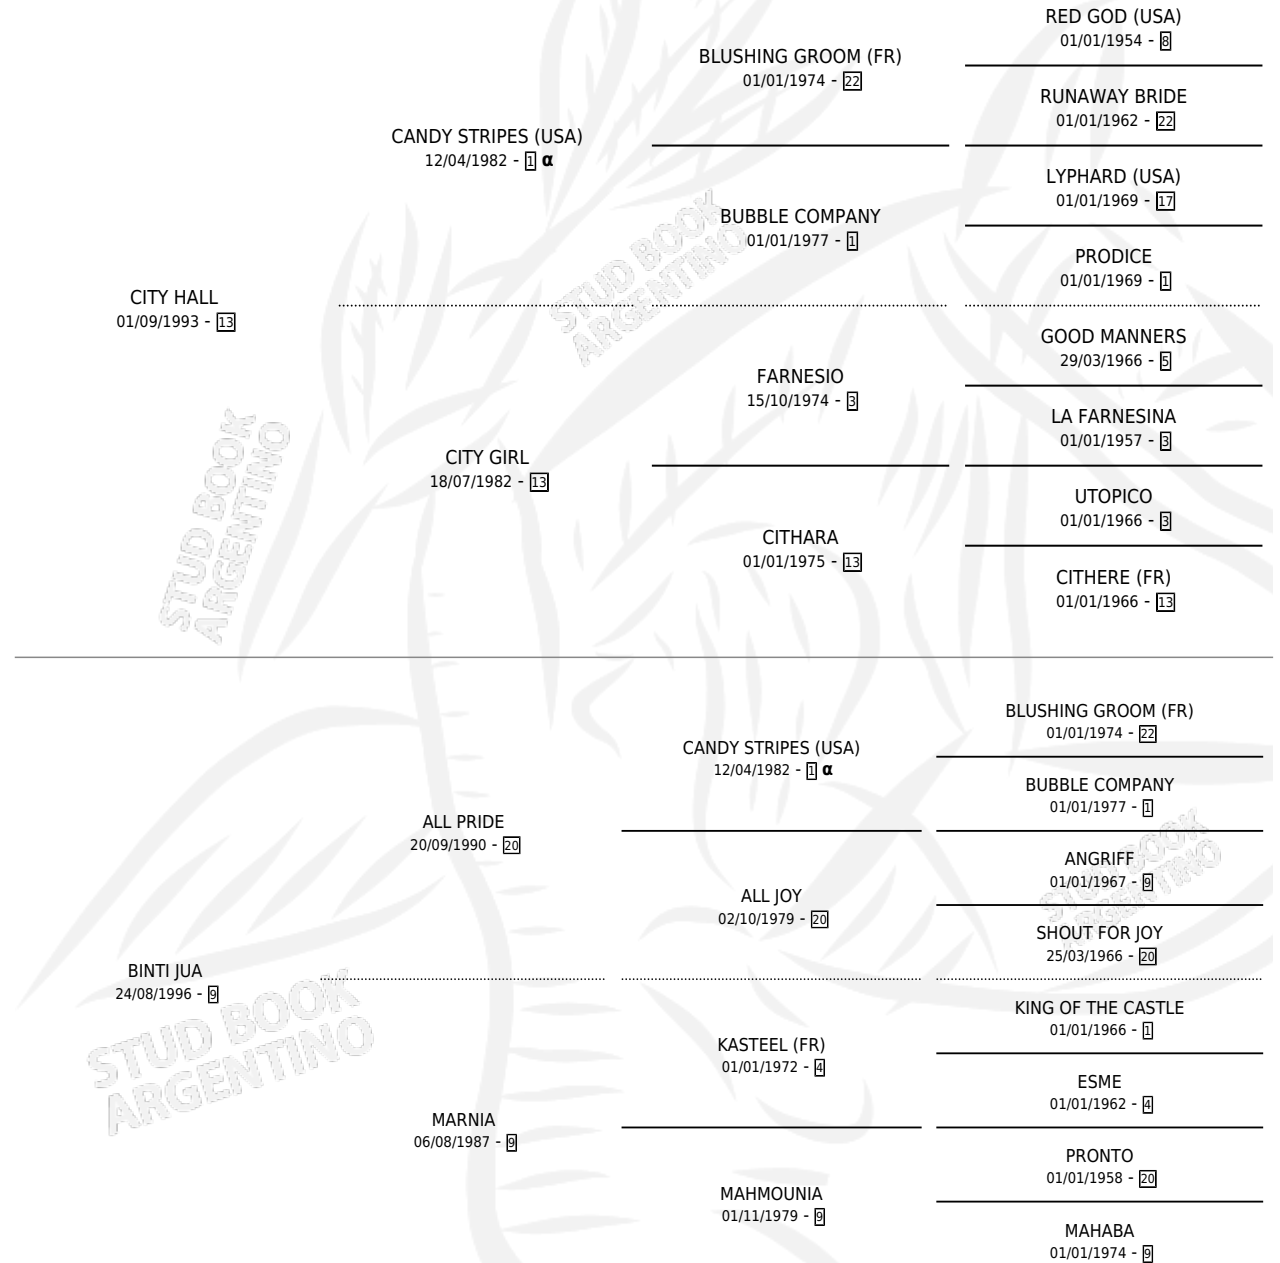 RED GOD (USA)
01/01/1954 - 8
BLUSHING GROOM (FR)
01/01/1974 - 22
RUNAWAY BRIDE
01/01/1962 - 22
CANDY STRIPES (USA)
12/04/1982 - 1 α
LYPHARD (USA)
01/01/1969 - 17
BUBBLE COMPANY
01/01/1977 - 1
PRODICE
01/01/1969 - 1
CITY HALL
01/09/1993 - 13
GOOD MANNERS
29/03/1966 - 5
FARNESIO
15/10/1974 - 3
LA FARNESINA
01/01/1957 - 3
CITY GIRL
18/07/1982 - 13
UTOPICO
01/01/1966 - 3
CITHARA
01/01/1975 - 13
CITHERE (FR)
01/01/1966 - 13
BLUSHING GROOM (FR)
01/01/1974 - 22
CANDY STRIPES (USA)
12/04/1982 - 1 α
BUBBLE COMPANY
01/01/1977 - 1
ALL PRIDE
20/09/1990 - 20
ANGRIFF
01/01/1967 - 9
ALL JOY
02/10/1979 - 20
SHOUT FOR JOY
25/03/1966 - 20
BINTI JUA
24/08/1996 - 9
KING OF THE CASTLE
01/01/1966 - 1
KASTEEL (FR)
01/01/1972 - 4
ESME
01/01/1962 - 4
MARNIA
06/08/1987 - 9
PRONTO
01/01/1958 - 20
MAHMOUNIA
01/11/1979 - 9
MAHABA
01/01/1974 - 9
STUD BOOK
ARGENTINO
STUD BOOK
ARGENTINO
STUD BOOK
ARGENTINO
STUD BOOK
ARGENTINO